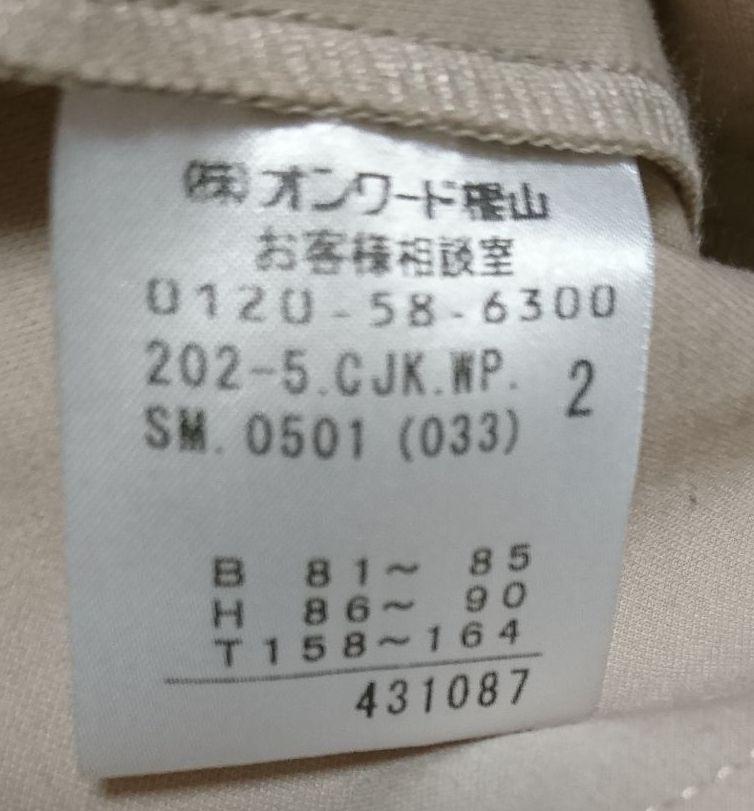 (株)オンワード樫山
お客様相談室
0120-58-6300
202-5.CJK.WP. 2
SM. 0501 (033)
B 81~ 85
H 86~ 90
T158~164
431087